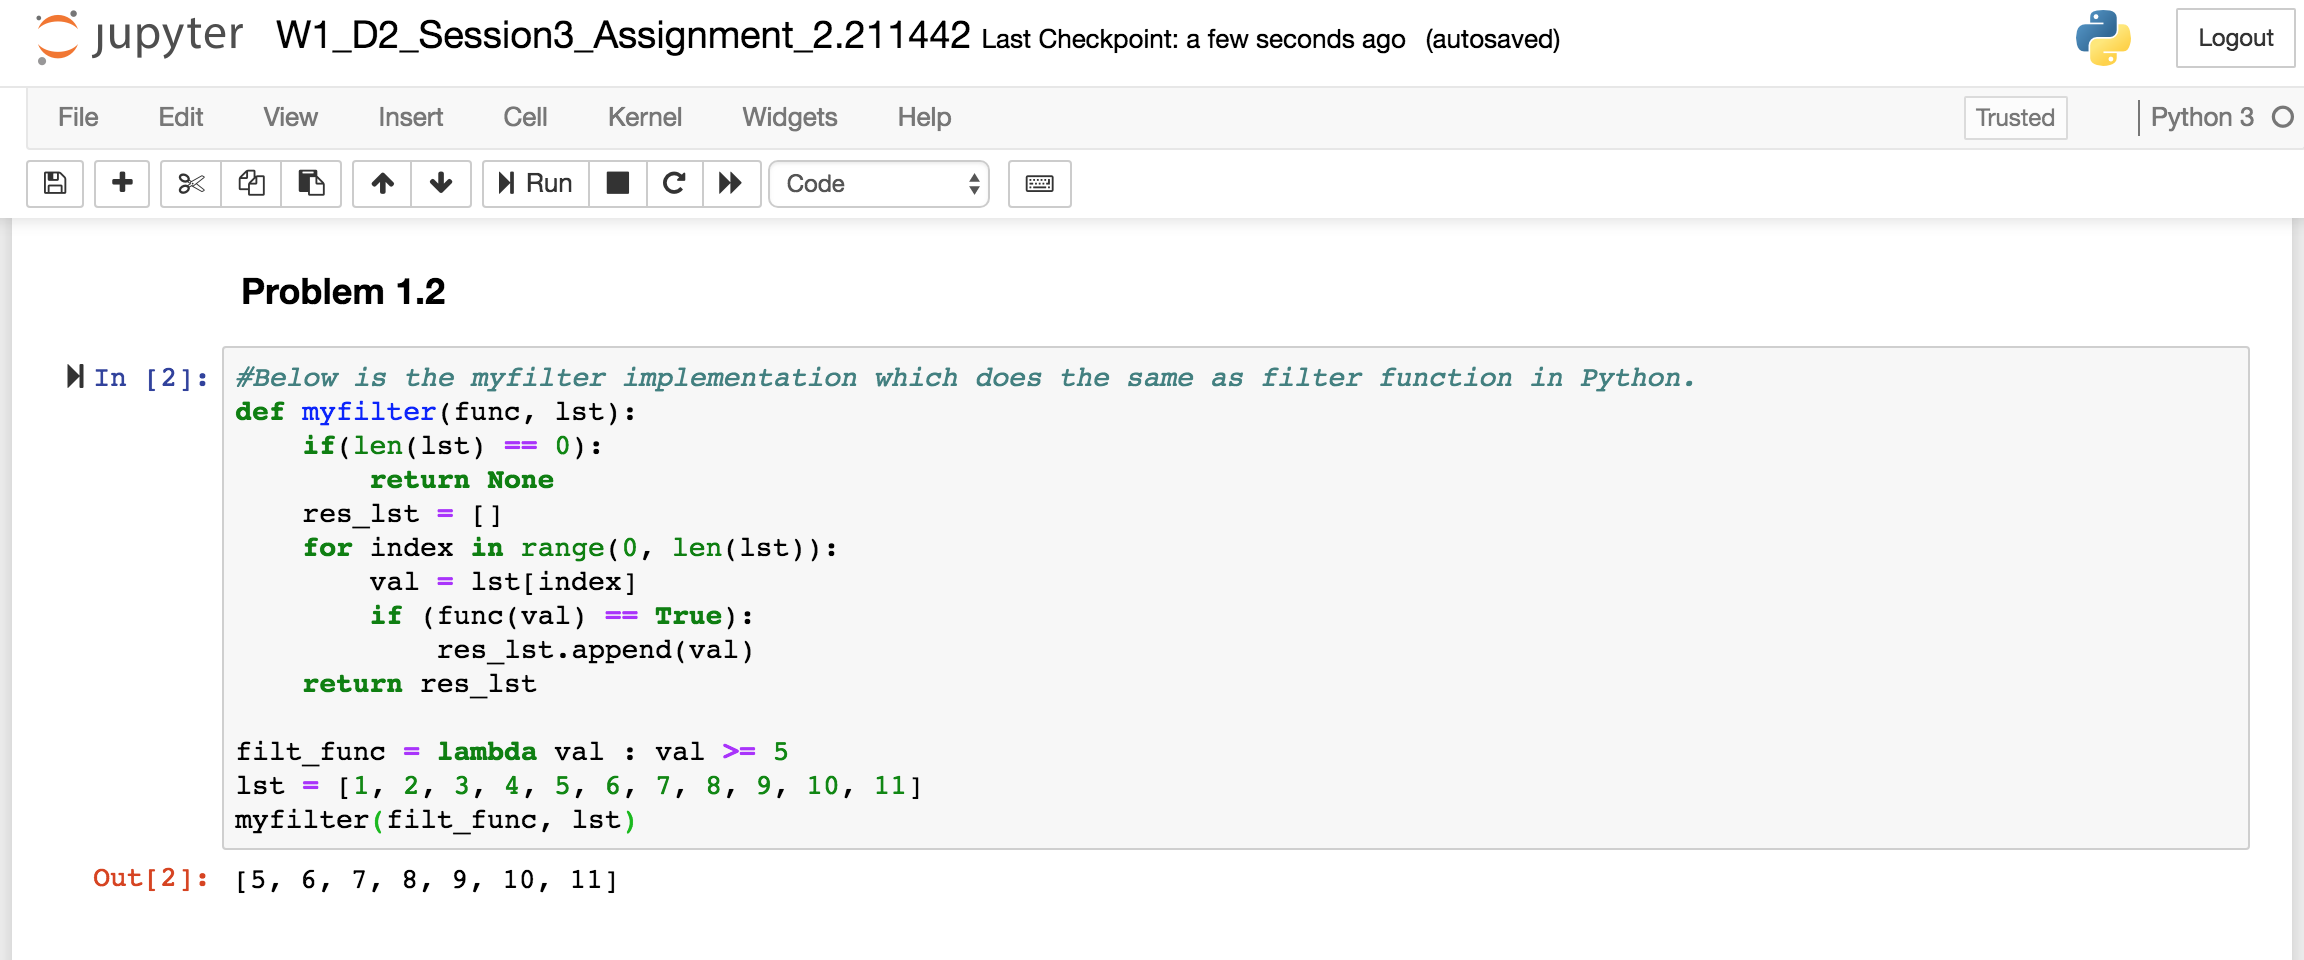 jupyter W1_D2_Session3_Assignment_2.211442 Last Checkpoint: a few seconds ago (autosaved) Logout
File Edit View Insert Cell Kernel Widgets Help Trusted Python 3
Run Code
Problem 1.2
In [2]: #Below is the myfilter implementation which does the same as filter function in Python.
def myfilter(func, lst):
    if(len(lst) == 0):
        return None
    res_lst = []
    for index in range(0, len(lst)):
        val = lst[index]
        if (func(val) == True):
            res_lst.append(val)
    return res_lst
filt_func = lambda val : val >= 5
lst = [1, 2, 3, 4, 5, 6, 7, 8, 9, 10, 11]
myfilter(filt_func, lst)
Out[2]: [5, 6, 7, 8, 9, 10, 11]